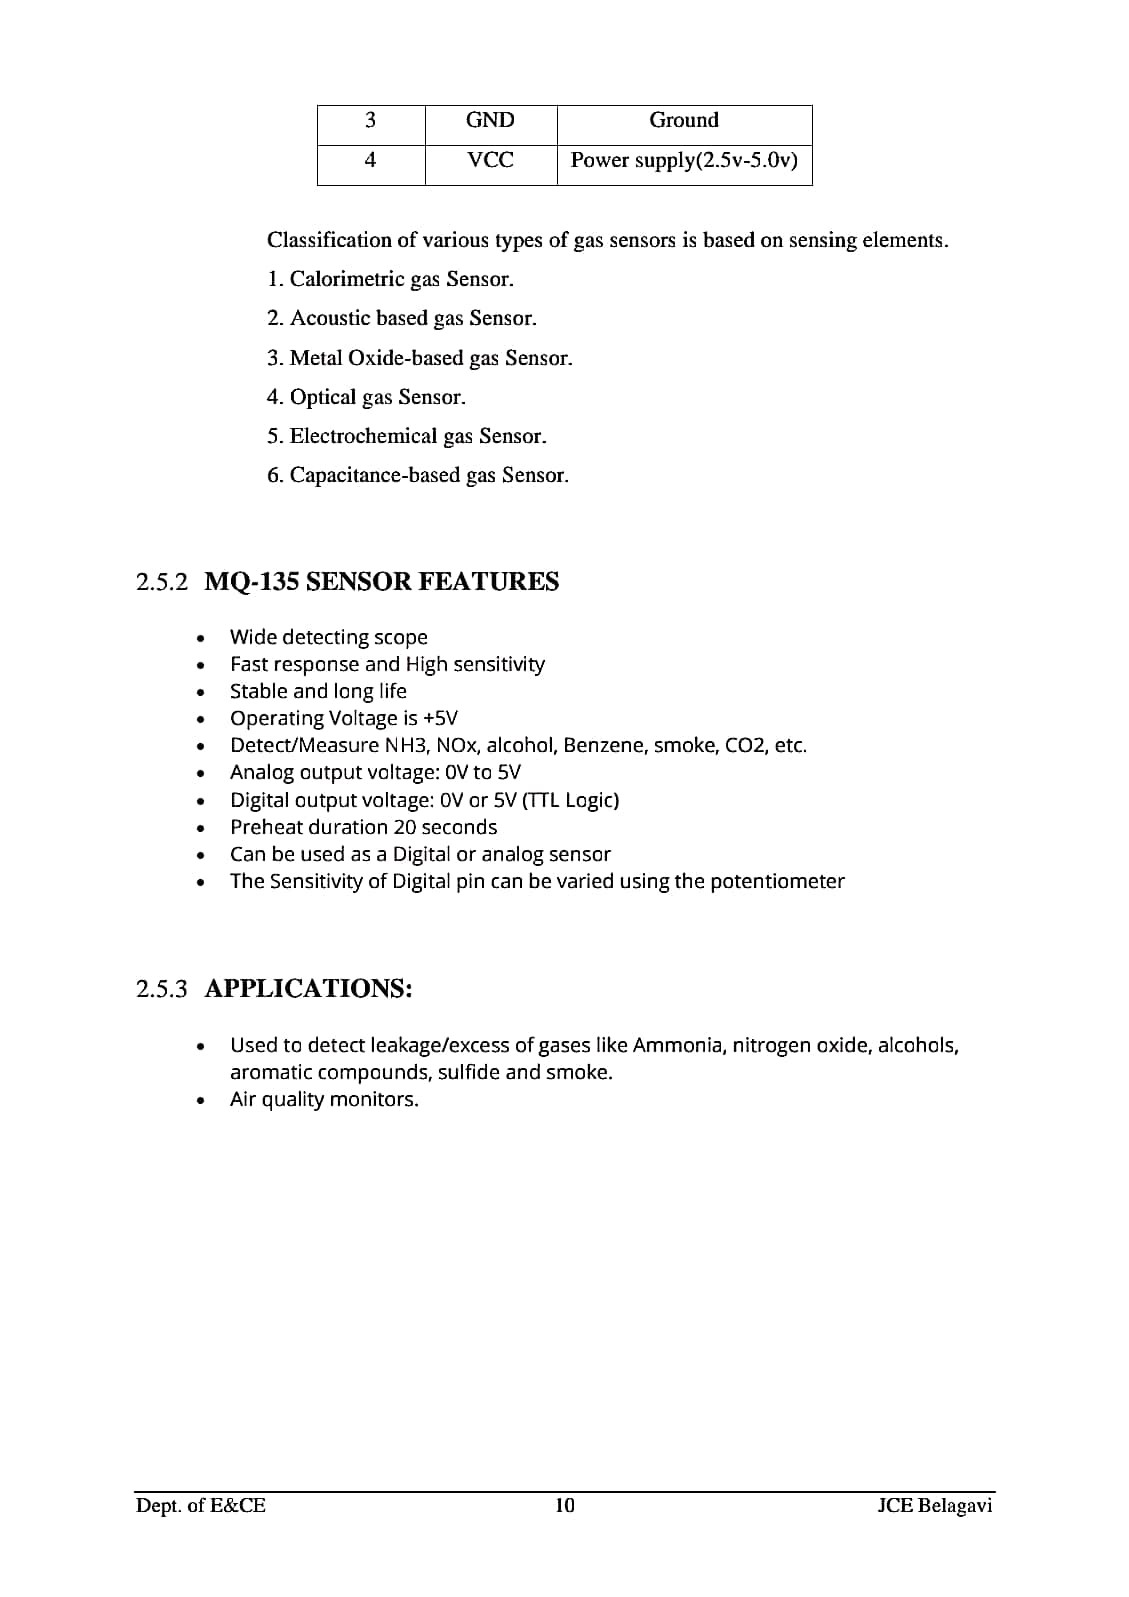 3 GND Ground
4 VCC Power supply(2.5v-5.0v)
Classification of various types of gas sensors is based on sensing elements.
1. Calorimetric gas Sensor.
2. Acoustic based gas Sensor.
3. Metal Oxide-based gas Sensor.
4. Optical gas Sensor.
5. Electrochemical gas Sensor.
6. Capacitance-based gas Sensor.
2.5.2 MQ-135 SENSOR FEATURES
• Wide detecting scope
• Fast response and High sensitivity
• Stable and long life
• Operating Voltage is +5V
• Detect/Measure NH3, NOx, alcohol, Benzene, smoke, CO2, etc.
• Analog output voltage: 0V to 5V
• Digital output voltage: 0V or 5V (TTL Logic)
• Preheat duration 20 seconds
• Can be used as a Digital or analog sensor
• The Sensitivity of Digital pin can be varied using the potentiometer
2.5.3 APPLICATIONS:
• Used to detect leakage/excess of gases like Ammonia, nitrogen oxide, alcohols,
aromatic compounds, sulfide and smoke.
• Air quality monitors.
Dept. of E&CE 10 JCE Belagavi